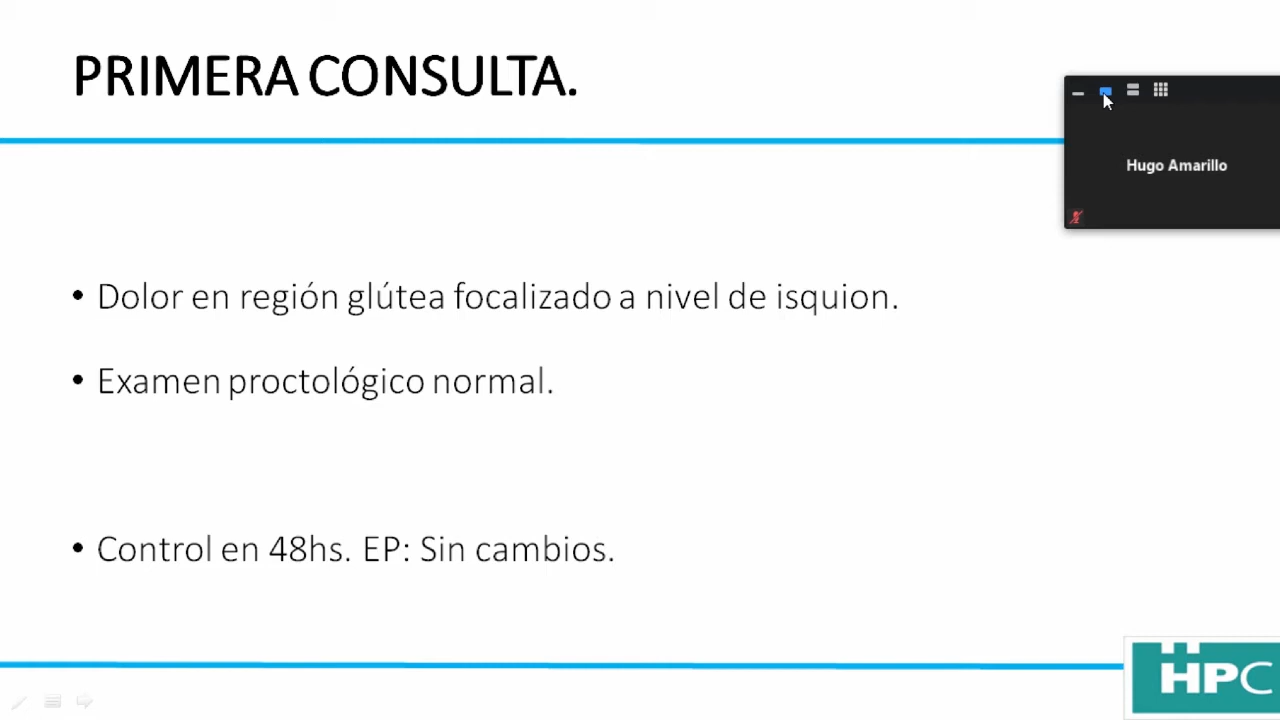 PRIMERA CONSULTA.
Hugo Amarillo
• Dolor en región glútea focalizado a nivel de isquion.
• Examen proctológico normal.
• Control en 48hs. EP: Sin cambios.
HPC